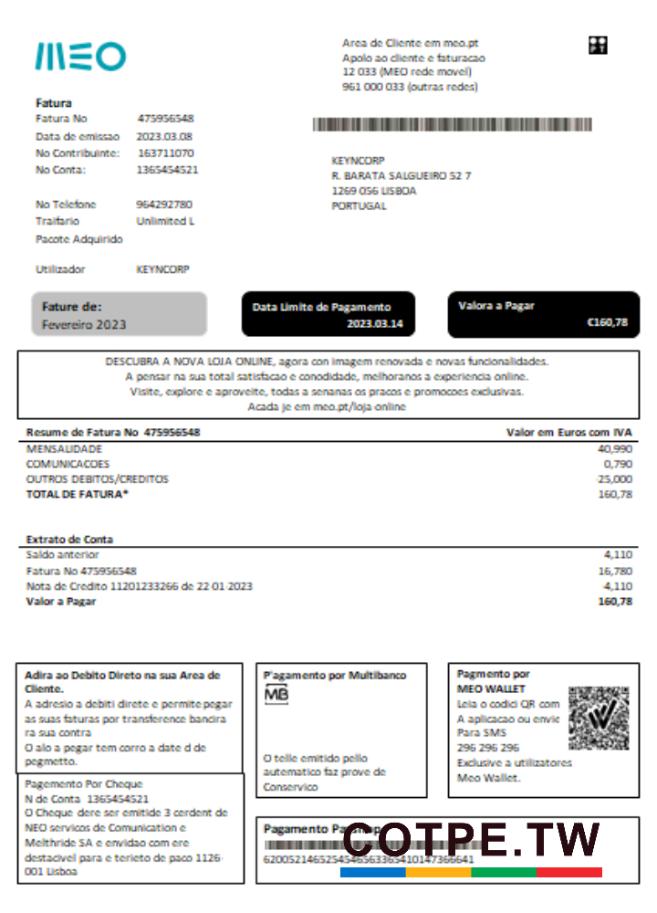 MEO
Area de Cliente em meo.pt
Apolo ao cliente e faturacao
12 033 (MEO rede movel)
961 000 033 (outras redes)
PT
Fatura
Fatura No 475956548
Data de emissao 2023.03.08
No Contribuinte: 163711070
No Conta: 1365454521
KEYNCORP
R. BARATA SALGUEIRO 52 7
1269 056 LISBOA
PORTUGAL
No Telefone 964292780
Traifario Unlimited L
Pacote Adquirido
Utilizador KEYNCORP
Fature de:
Fevereiro 2023
Data Limite de Pagamento
2023.03.14
Valora a Pagar
€160,78
DESCUBRA A NOVA LOJA ONLINE, agora con imagem renovada e novas funcionalidades.
A pensar na sua total satisfacao e conodidade, melhoranos a experiencia online.
Visite, explore e aproveite, todas a senanas os pracos e promocoes exclusivas.
Acada je em meo.pt/loja-online
Resume de Fatura No 475956548 Valor em Euros com IVA
MENSALIDADE 40,990
COMUNICACOES 0,790
OUTROS DEBITOS/CREDITOS 25,000
TOTAL DE FATURA* 160,78
Extrato de Conta
Saldo anterior 4,110
Fatura No 475956548 16,780
Nota de Credito 11201233266 de 22-01-2023 4,110
Valor a Pagar 160,78
Adira ao Debito Direto na sua Area de
Cliente.
A adresio a debiti direte e permite pegar
as suas faturas por transference bancira
ra sua contra
O alo a pegar tem corro a date d de
pegmetto.
Pagemento Por Cheque
N de Conta 1365454521
O Cheque dere ser emitide 3 cerdent de
NEO servicos de Comunication e
Melthride SA e envidao com ere
destacivel para e terieto de paco 1126-
001 Lisboa
P'agamento por Multibanco
MB
O telle emitido pello
automatico faz prove de
Conservico
Pagmento por
MEO WALLET
Leia o codici QR com
A aplicacao ou envie
Para SMS
296 296 296
Exclusive a utilizatores
Meo Wallet.
Pagamento
COTPE.TW